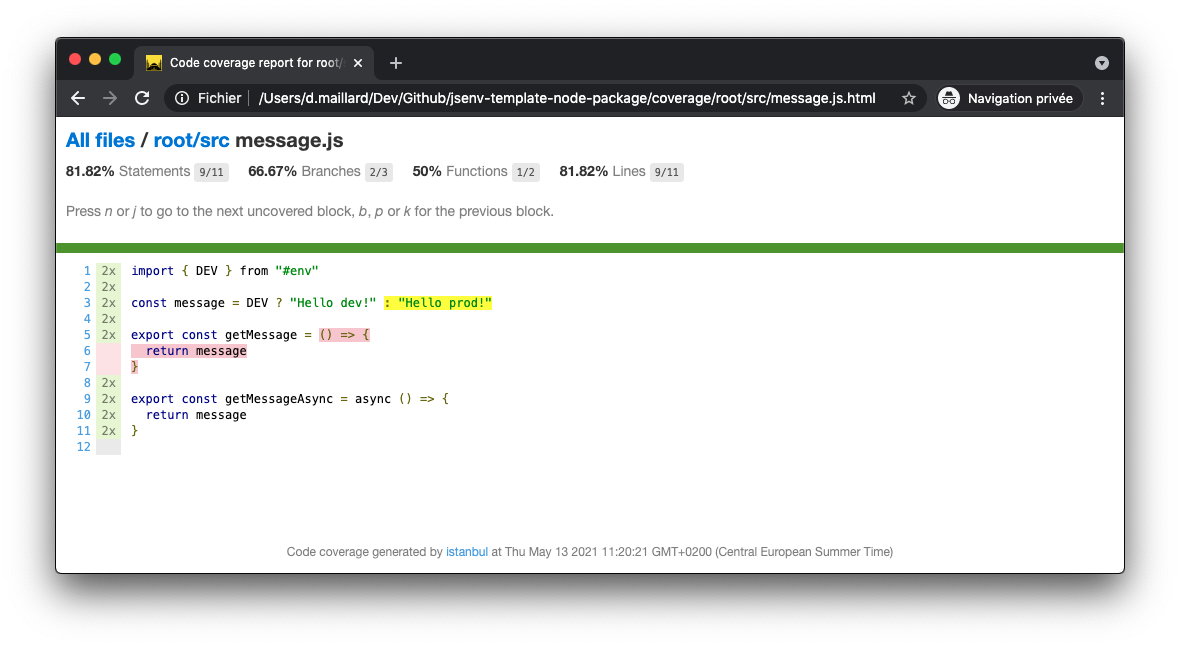 Code coverage report for root/
Fichier /Users/d.maillard/Dev/Github/jsenv-template-node-package/coverage/root/src/message.js.html Navigation privée
All files / root/src message.js
81.82% Statements 9/11 66.67% Branches 2/3 50% Functions 1/2 81.82% Lines 9/11
Press n or j to go to the next uncovered block, b, p or k for the previous block.
1 2x import { DEV } from "#env"
2 2x
3 2x const message = DEV ? "Hello dev!" : "Hello prod!"
4 2x
5 2x export const getMessage = () => {
6 return message
7 }
8 2x
9 2x export const getMessageAsync = async () => {
10 2x return message
11 2x }
12
Code coverage generated by istanbul at Thu May 13 2021 11:20:21 GMT+0200 (Central European Summer Time)